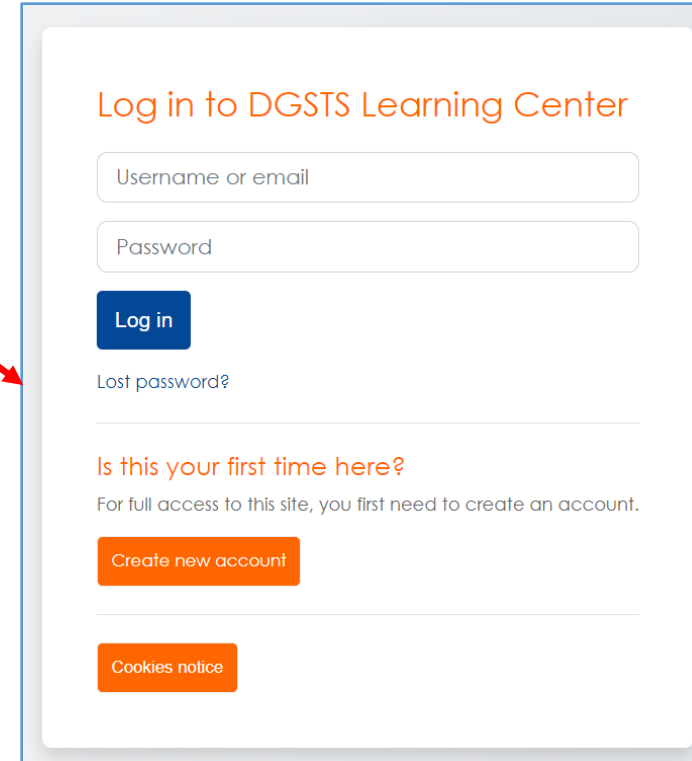 Log in to DGSTS Learning Center
Username or email
Password
Log in
Lost password?
Is this your first time here?
For full access to this site, you first need to create an account.
Create new account
Cookies notice